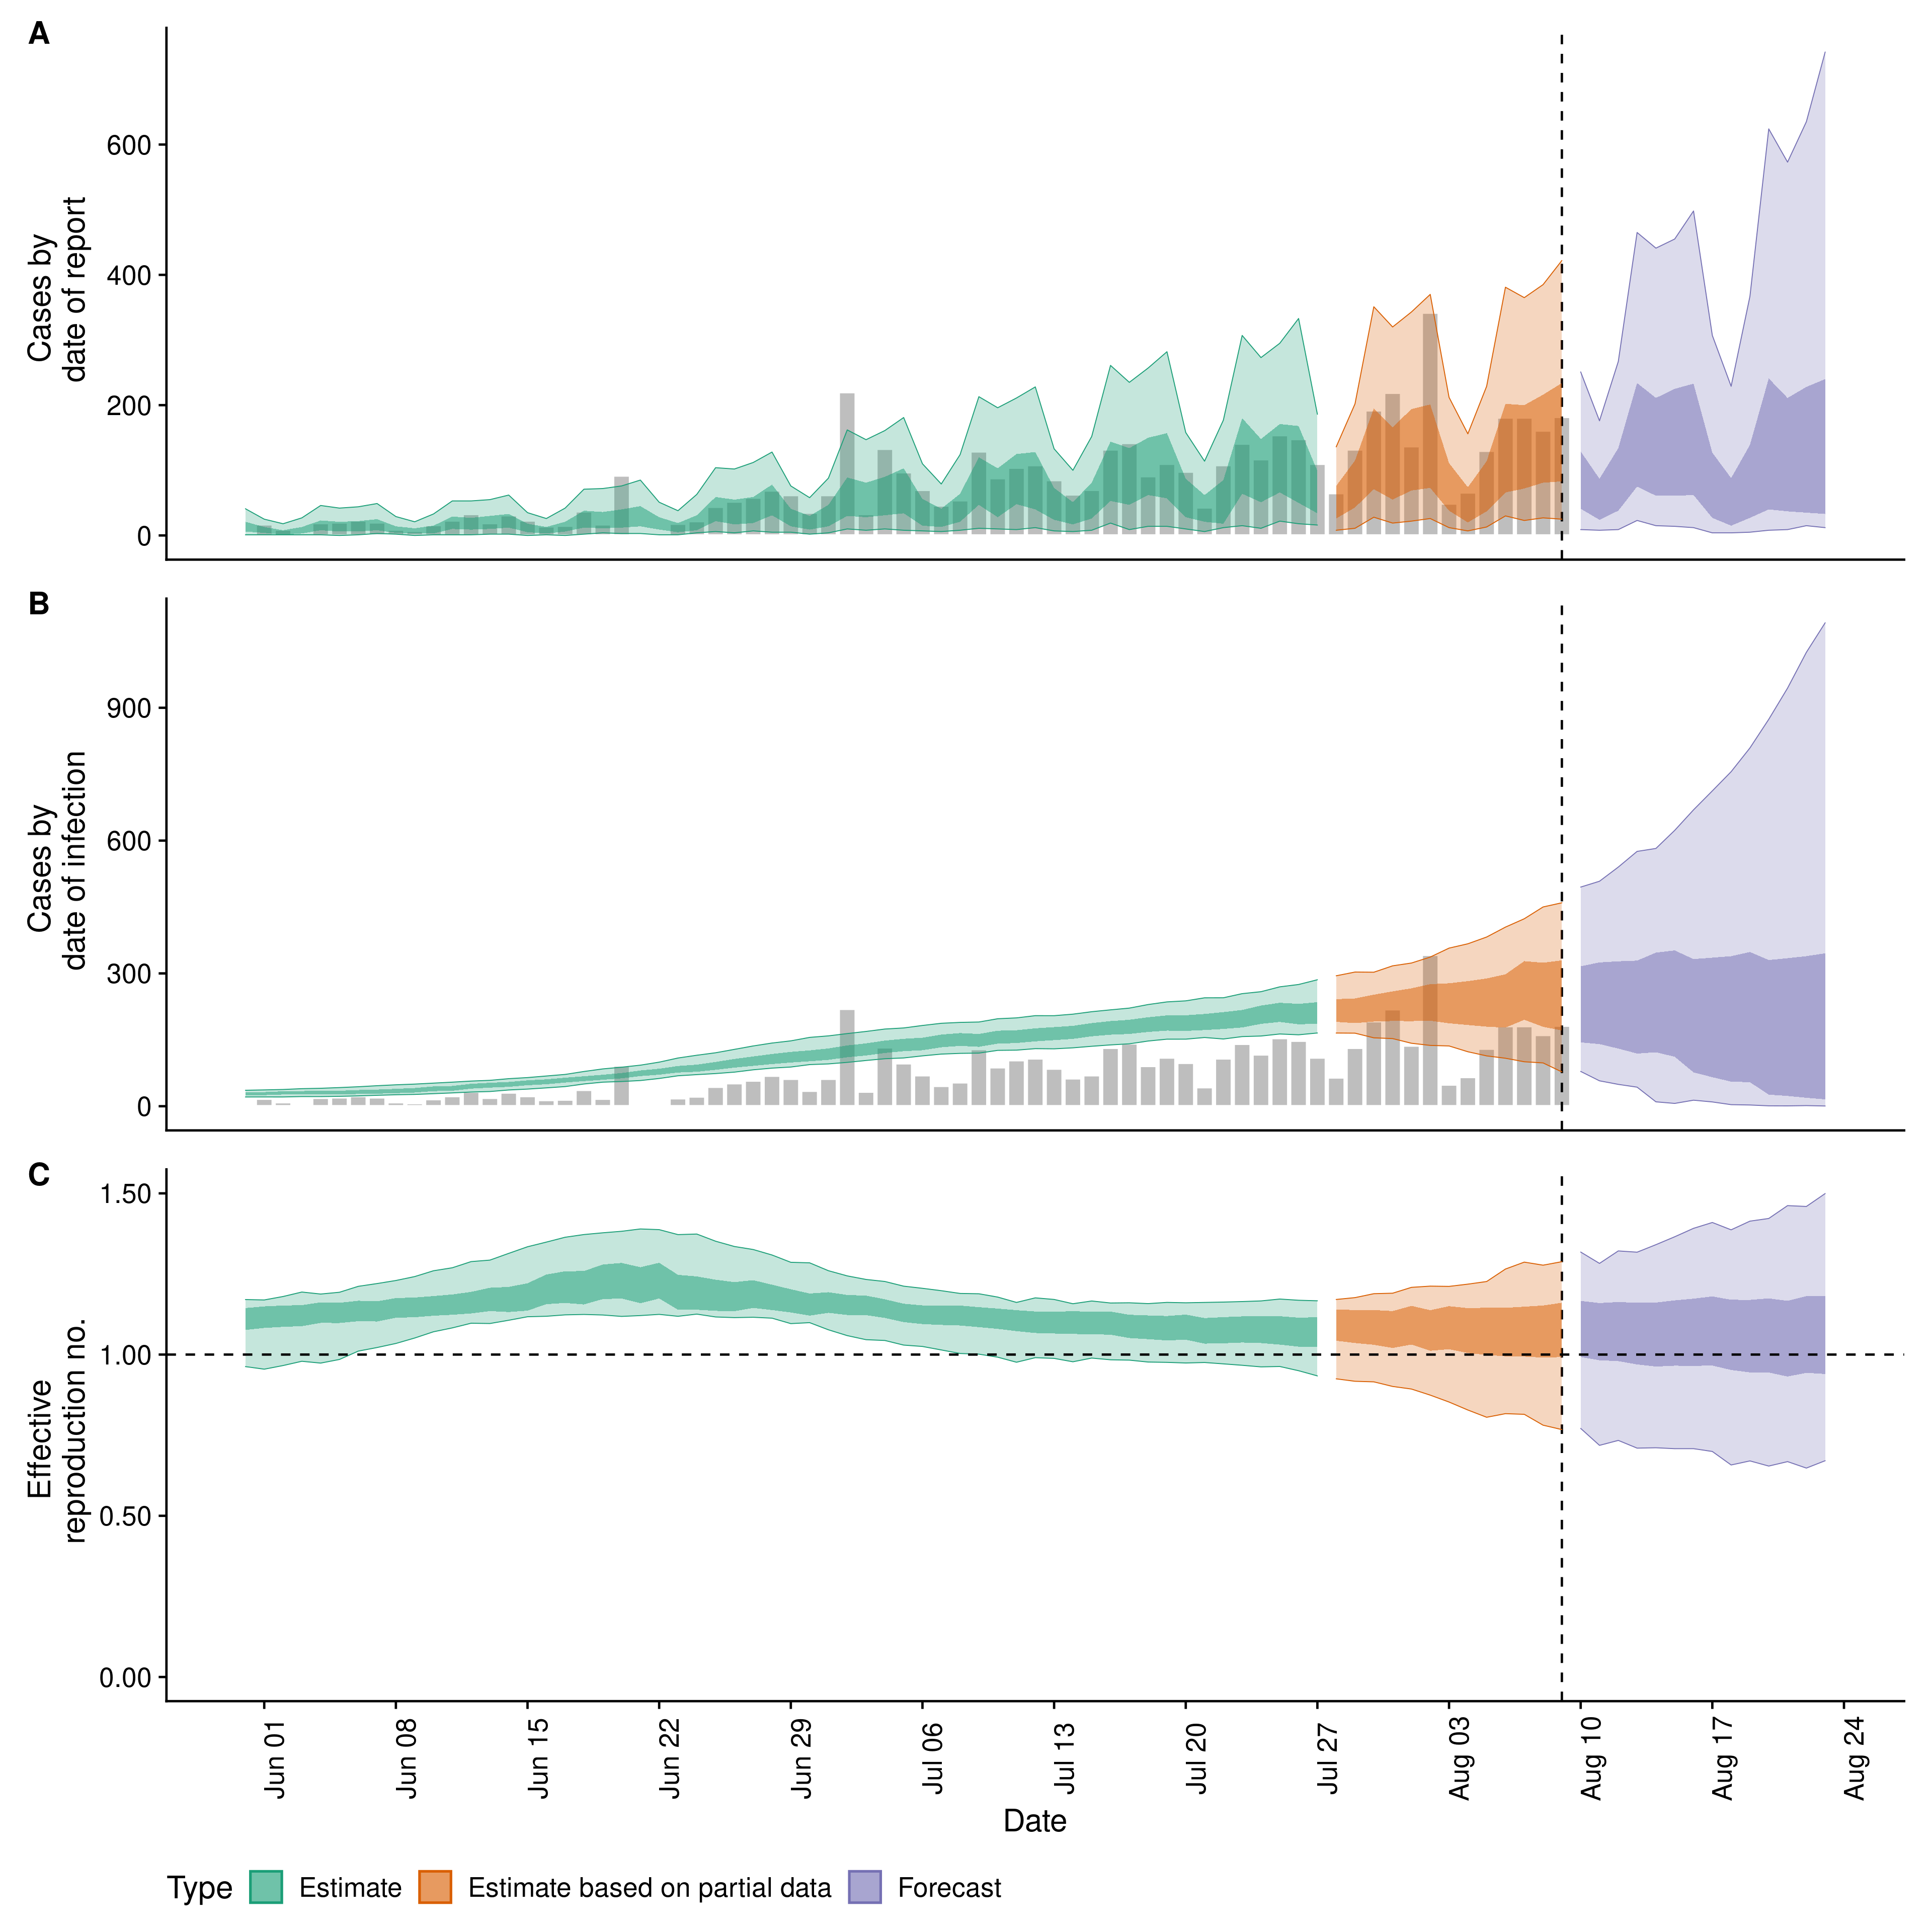 A
Cases by
date of report
600
400
200
0
B
Cases by
date of infection
900
600
300
0
C
Effective
reproduction no.
1.50
1.00
0.50
0.00
Jun 01
Jun 08
Jun 15
Jun 22
Jun 29
Jul 06
Jul 13
Jul 20
Jul 27
Aug 03
Aug 10
Aug 17
Aug 24
Date
Type Estimate Estimate based on partial data Forecast